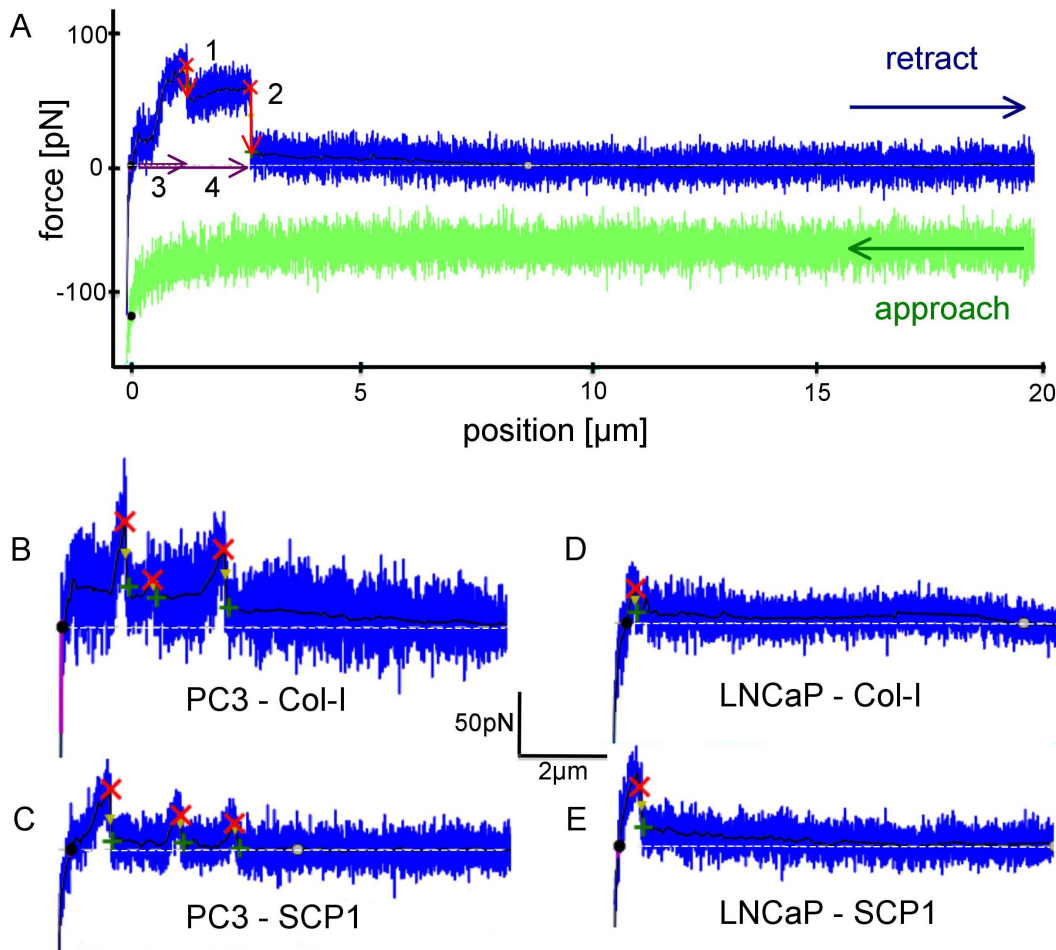 A
100
0
-100
force [pN]
1
2
3
4
retract
approach
0
5
10
15
20
position [µm]
B
PC3 - Col-I
D
LNCaP - Col-I
50pN
2µm
C
PC3 - SCP1
E
LNCaP - SCP1